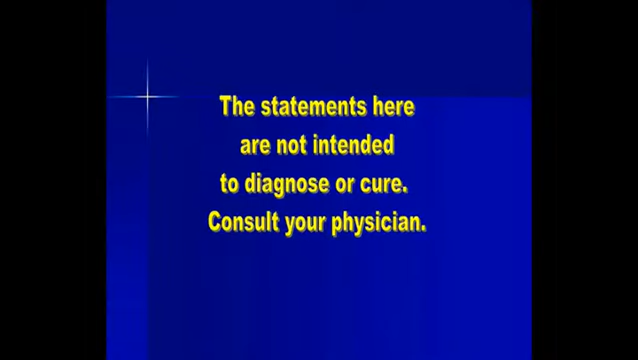 The statements here
are not intended
to diagnose or cure.
Consult your physician.